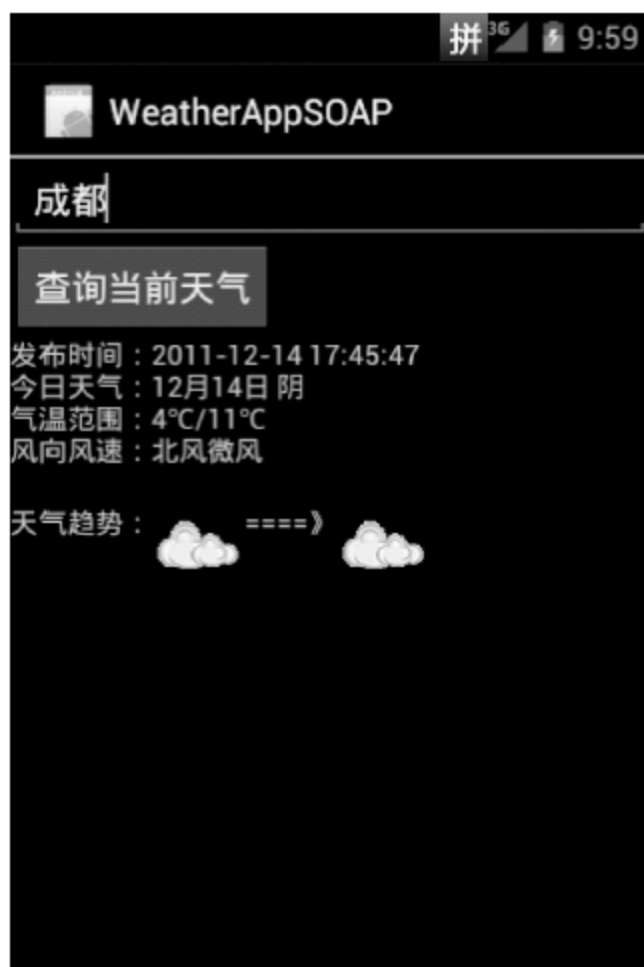 拼 3G 9:59
WeatherAppSOAP
成都
查询当前天气
发布时间：2011-12-14 17:45:47
今日天气：12月14日 阴
气温范围：4℃/11℃
风向风速：北风微风
天气趋势： ====》